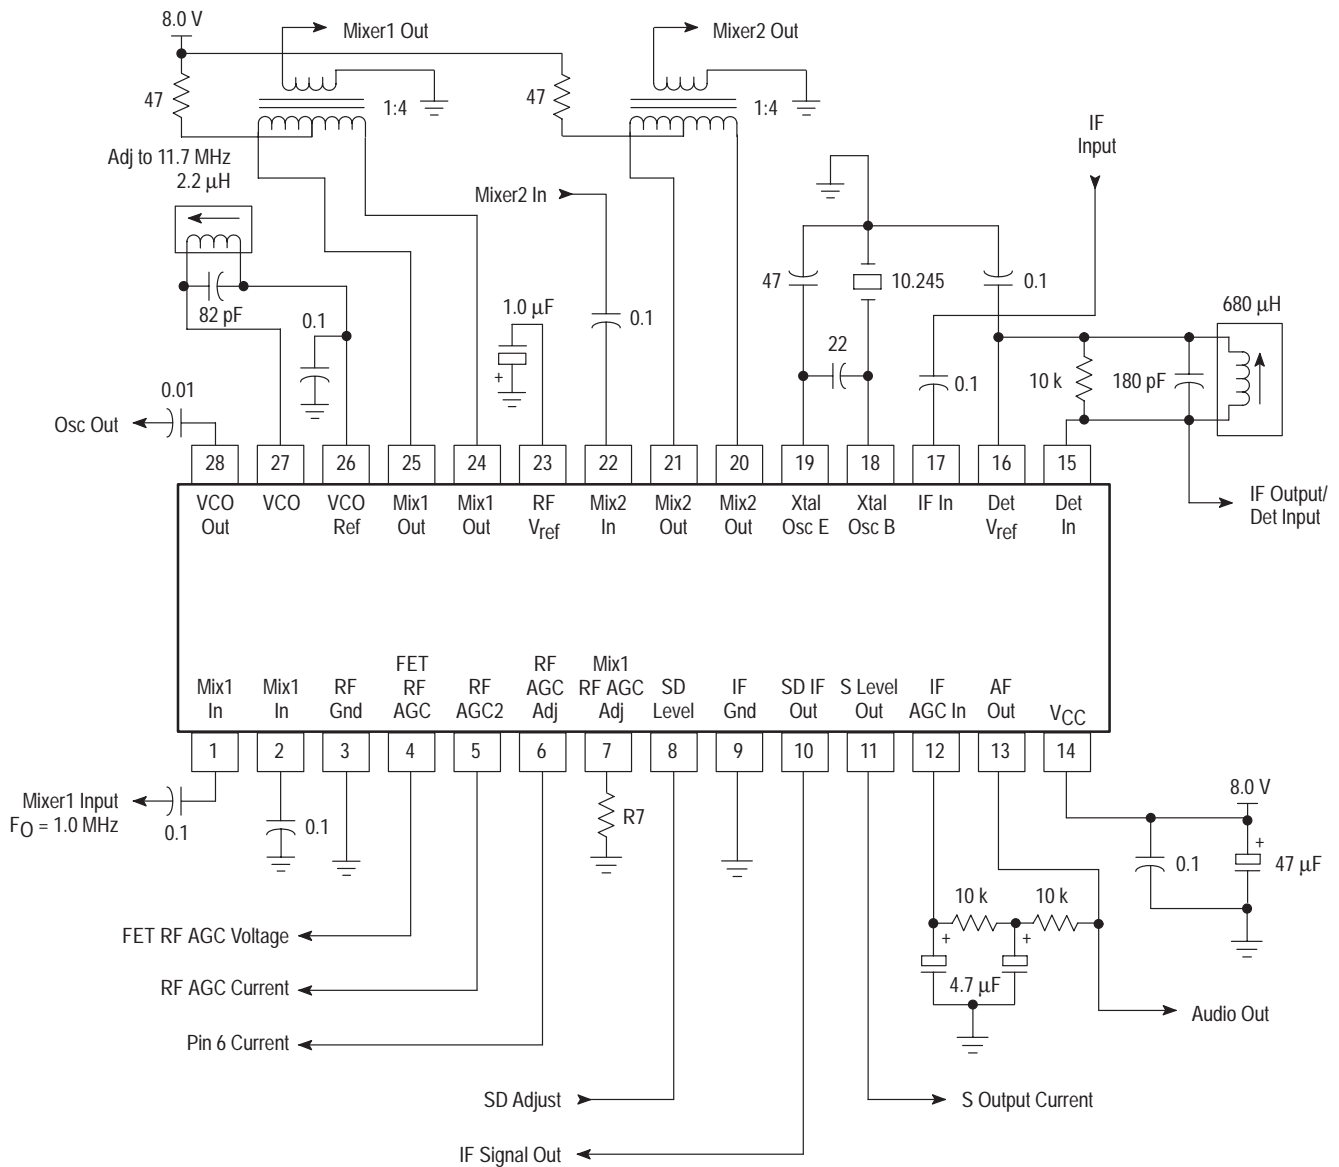 8.0 V
Mixer1 Out
Mixer2 Out
47
1:4
47
1:4
IF
Input
Adj to 11.7 MHz
2.2 μH
Mixer2 In
82 pF
0.1
1.0 μF
+
0.1
47
10.245
0.1
22
0.1
680 μH
10 k
180 pF
0.01
Osc Out
IF Output/
Det Input
28
27
26
25
24
23
22
21
20
19
18
17
16
15
VCO
Out
VCO
VCO
Ref
Mix1
Out
Mix1
Out
RF
Vref
Mix2
In
Mix2
Out
Mix2
Out
Xtal
Osc E
Xtal
Osc B
IF In
Det
Vref
Det
In
Mix1
In
Mix1
In
RF
Gnd
FET
RF
AGC
RF
AGC2
RF
AGC
Adj
Mix1
RF AGC
Adj
SD
Level
IF
Gnd
SD IF
Out
S Level
Out
IF
AGC In
AF
Out
VCC
1
2
3
4
5
6
7
8
9
10
11
12
13
14
Mixer1 Input
FO = 1.0 MHz
0.1
0.1
R7
8.0 V
0.1
+
47 μF
10 k
10 k
+
+
4.7 μF
FET RF AGC Voltage
RF AGC Current
Pin 6 Current
Audio Out
SD Adjust
S Output Current
IF Signal Out